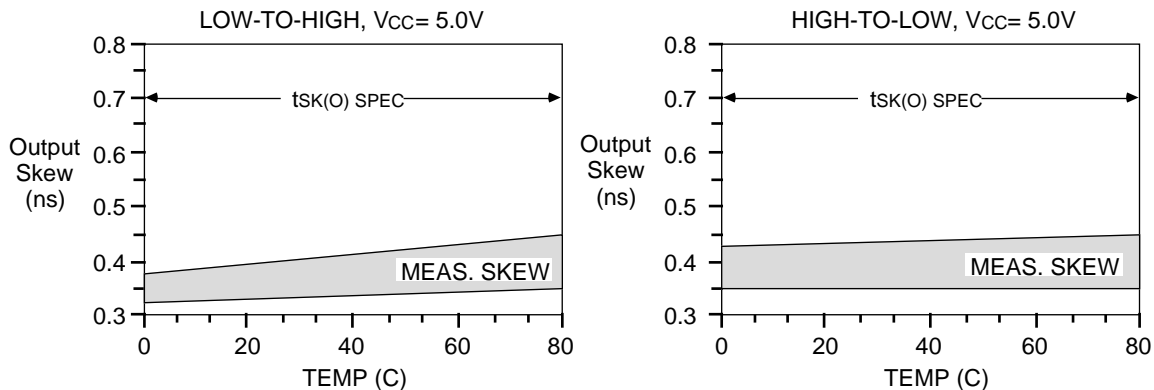 LOW-TO-HIGH, VCC= 5.0V
0.8
0.7
0.6
0.5
0.4
0.3
Output
Skew
(ns)
tSK(O) SPEC
MEAS. SKEW
0 20 40 60 80
TEMP (C)
HIGH-TO-LOW, VCC= 5.0V
0.8
0.7
0.6
0.5
0.4
0.3
Output
Skew
(ns)
tSK(O) SPEC
MEAS. SKEW
0 20 40 60 80
TEMP (C)